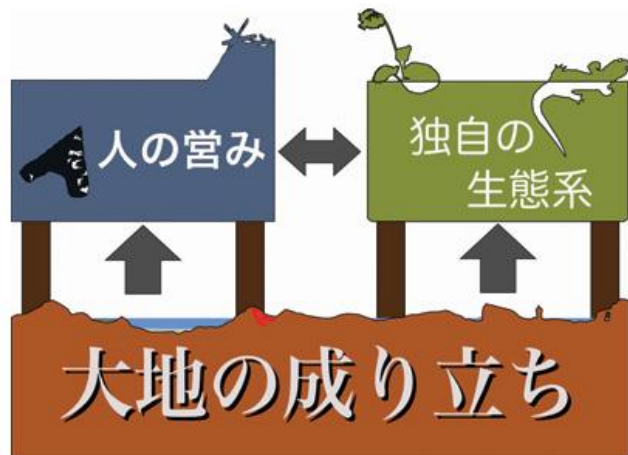 人の営み
独自の
生態系
大地の成り立ち